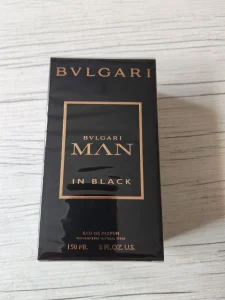 BVLGARI
BVLGARI
MAN
IN BLACK
EAU DE PARFUM
150 ML 5 FL.OZ. U.S.